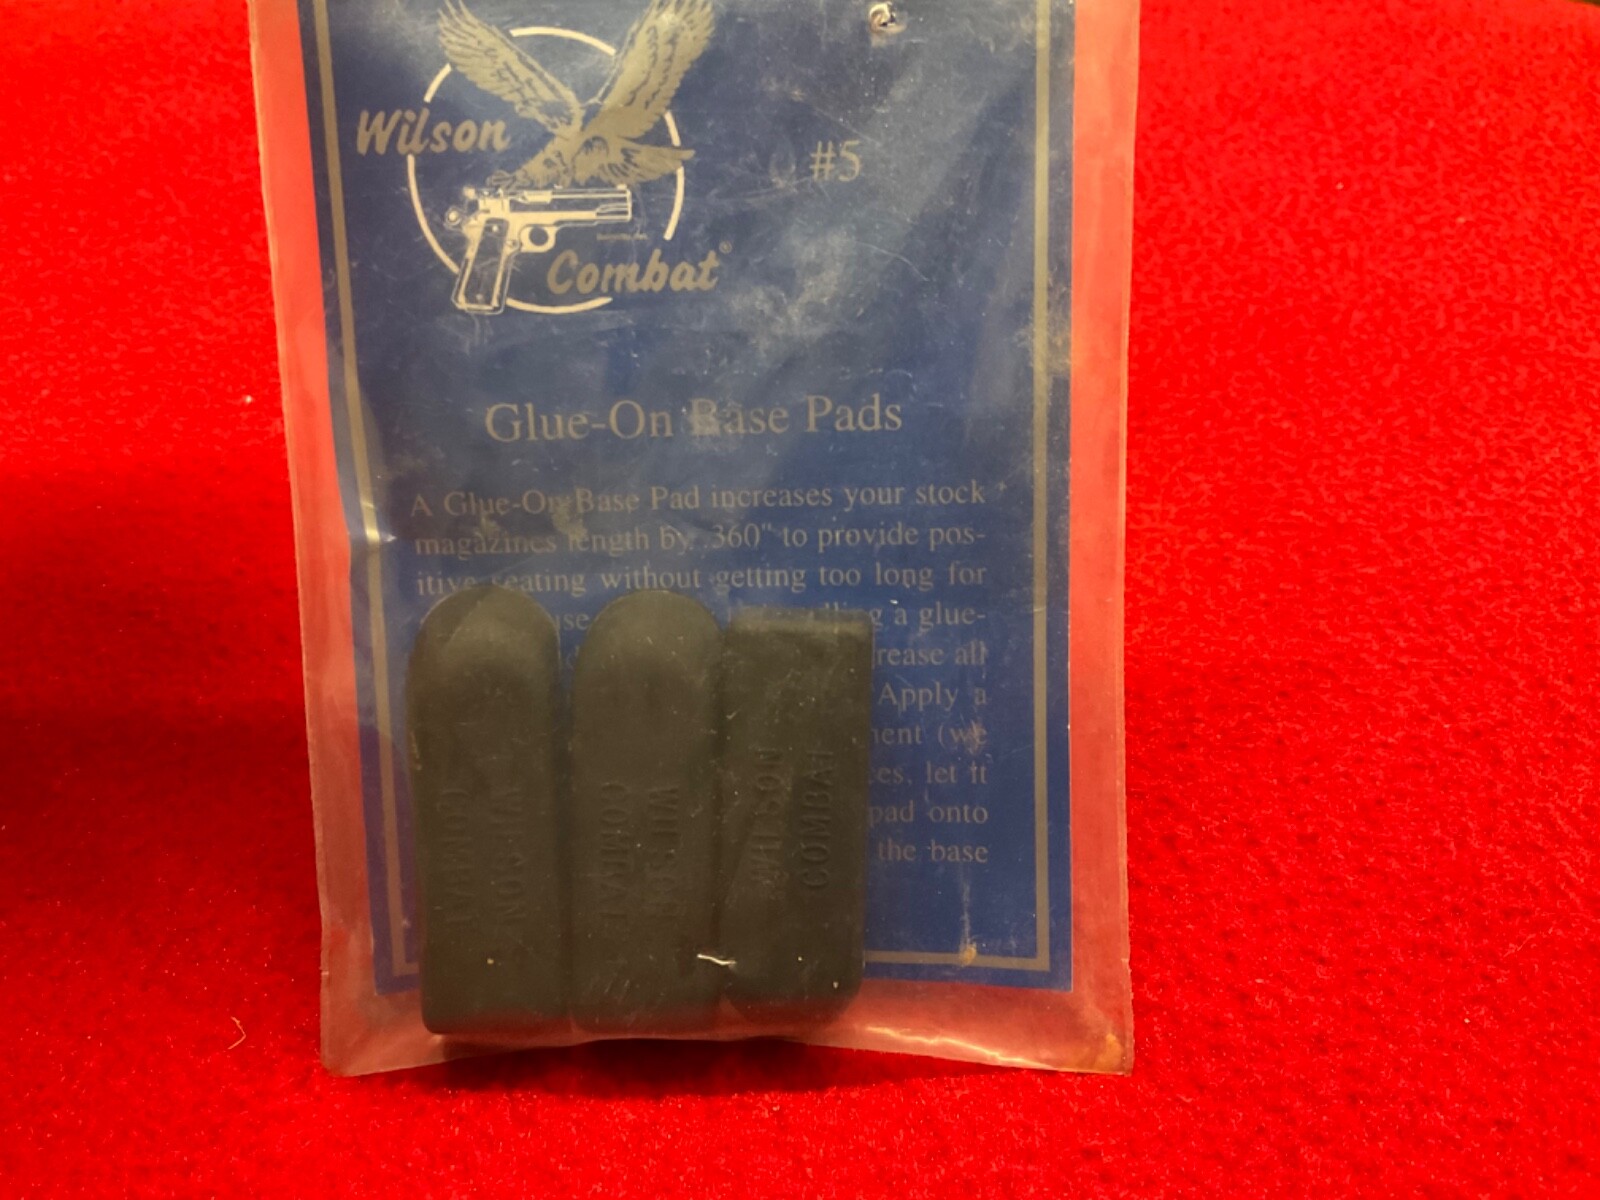 Wilson
#5
Combat®
Glue-On Base Pads
A Glue-On Base Pad increases your stock
magazines length by .360" to provide pos-
itive seating without getting too long for
use a glue-
rease all
Apply a
ment (we
es, let it
pad onto
the base
WILSON
COMBAT
WILSON
COMBAT
WILSON
COMBAT